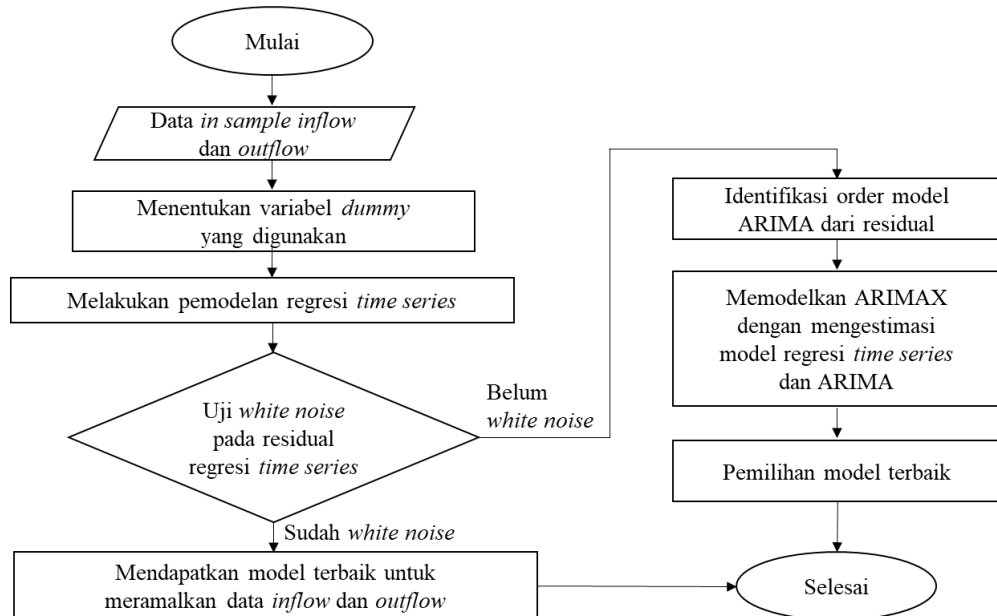 Mulai
Data in sample inflow
dan outflow
Menentukan variabel dummy
yang digunakan
Melakukan pemodelan regresi time series
Uji white noise
pada residual
regresi time series
Belum
white noise
Sudah white noise
Mendapatkan model terbaik untuk
meramalkan data inflow dan outflow
Identifikasi order model
ARIMA dari residual
Memodelkan ARIMAX
dengan mengestimasi
model regresi time series
dan ARIMA
Pemilihan model terbaik
Selesai